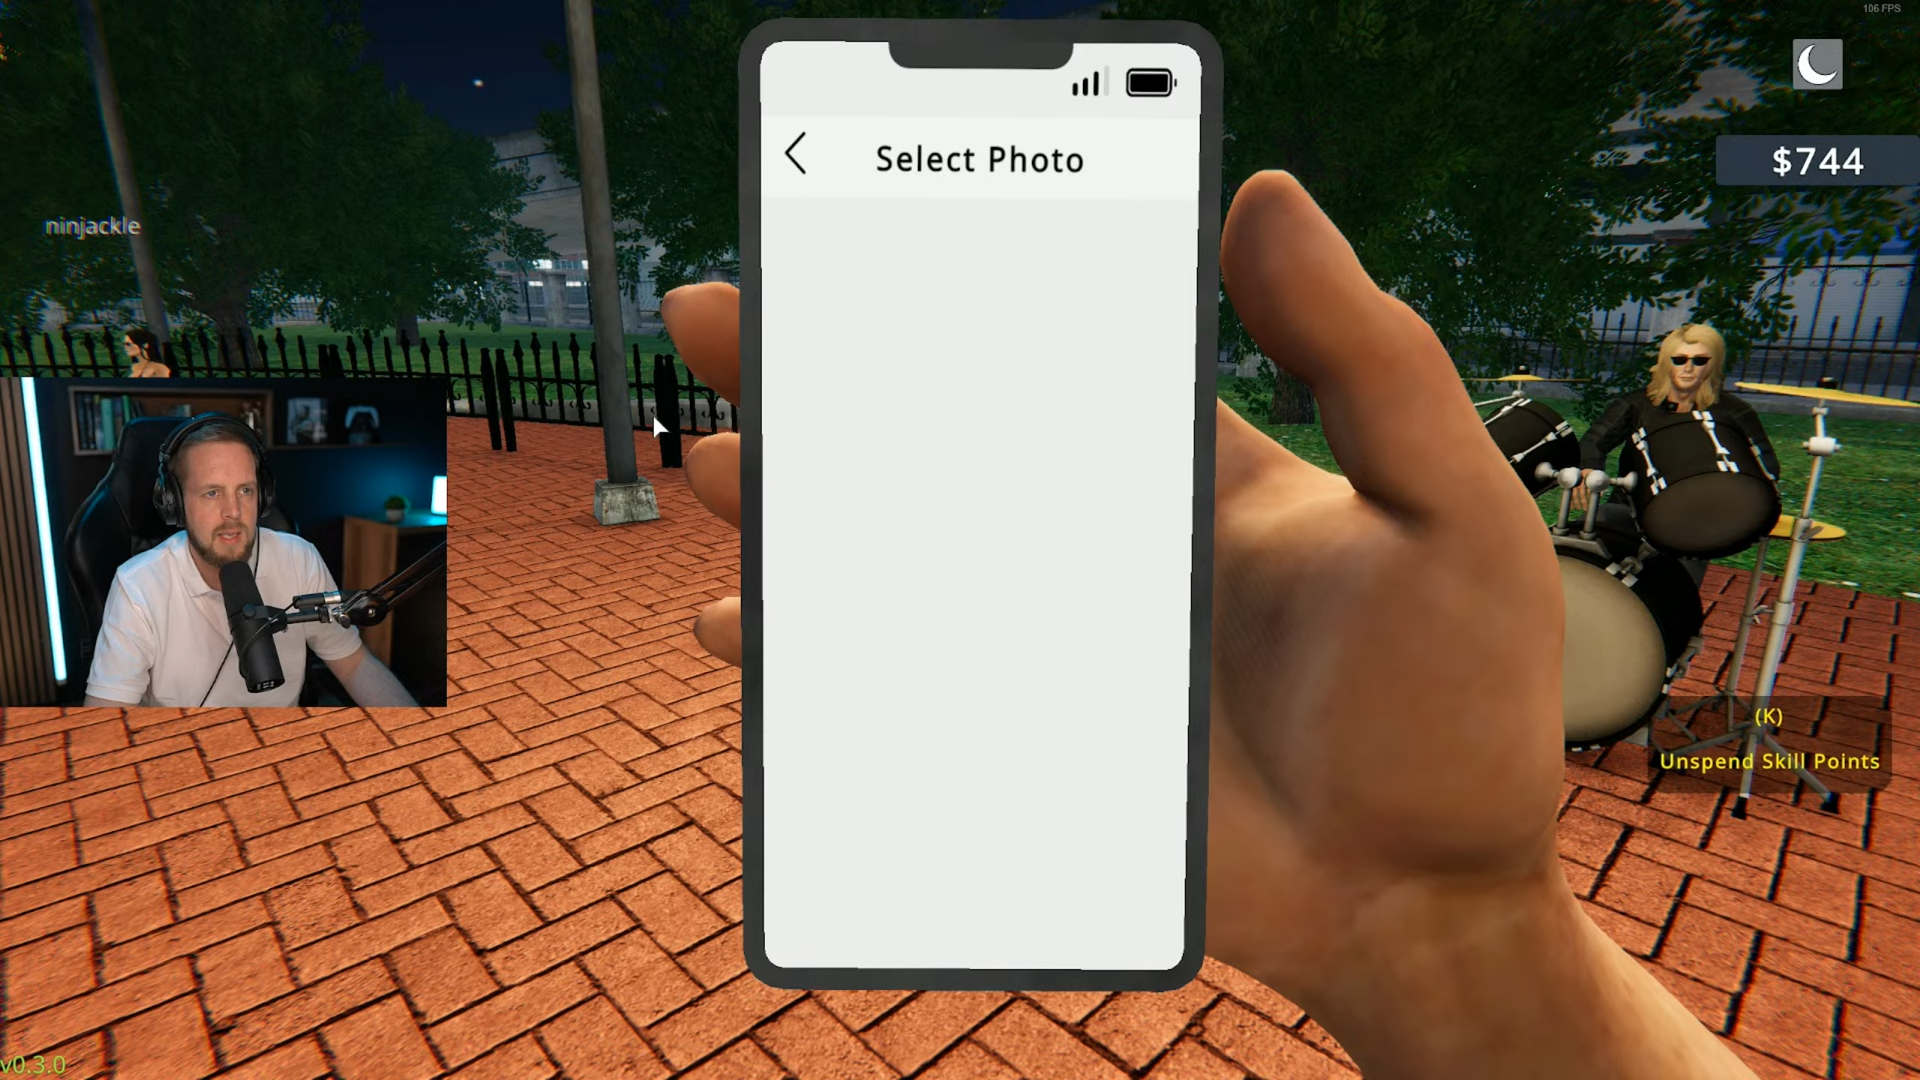 106 FPS
Select Photo
$744
ninjackle
(K)
Unspend Skill Points
v0.3.0